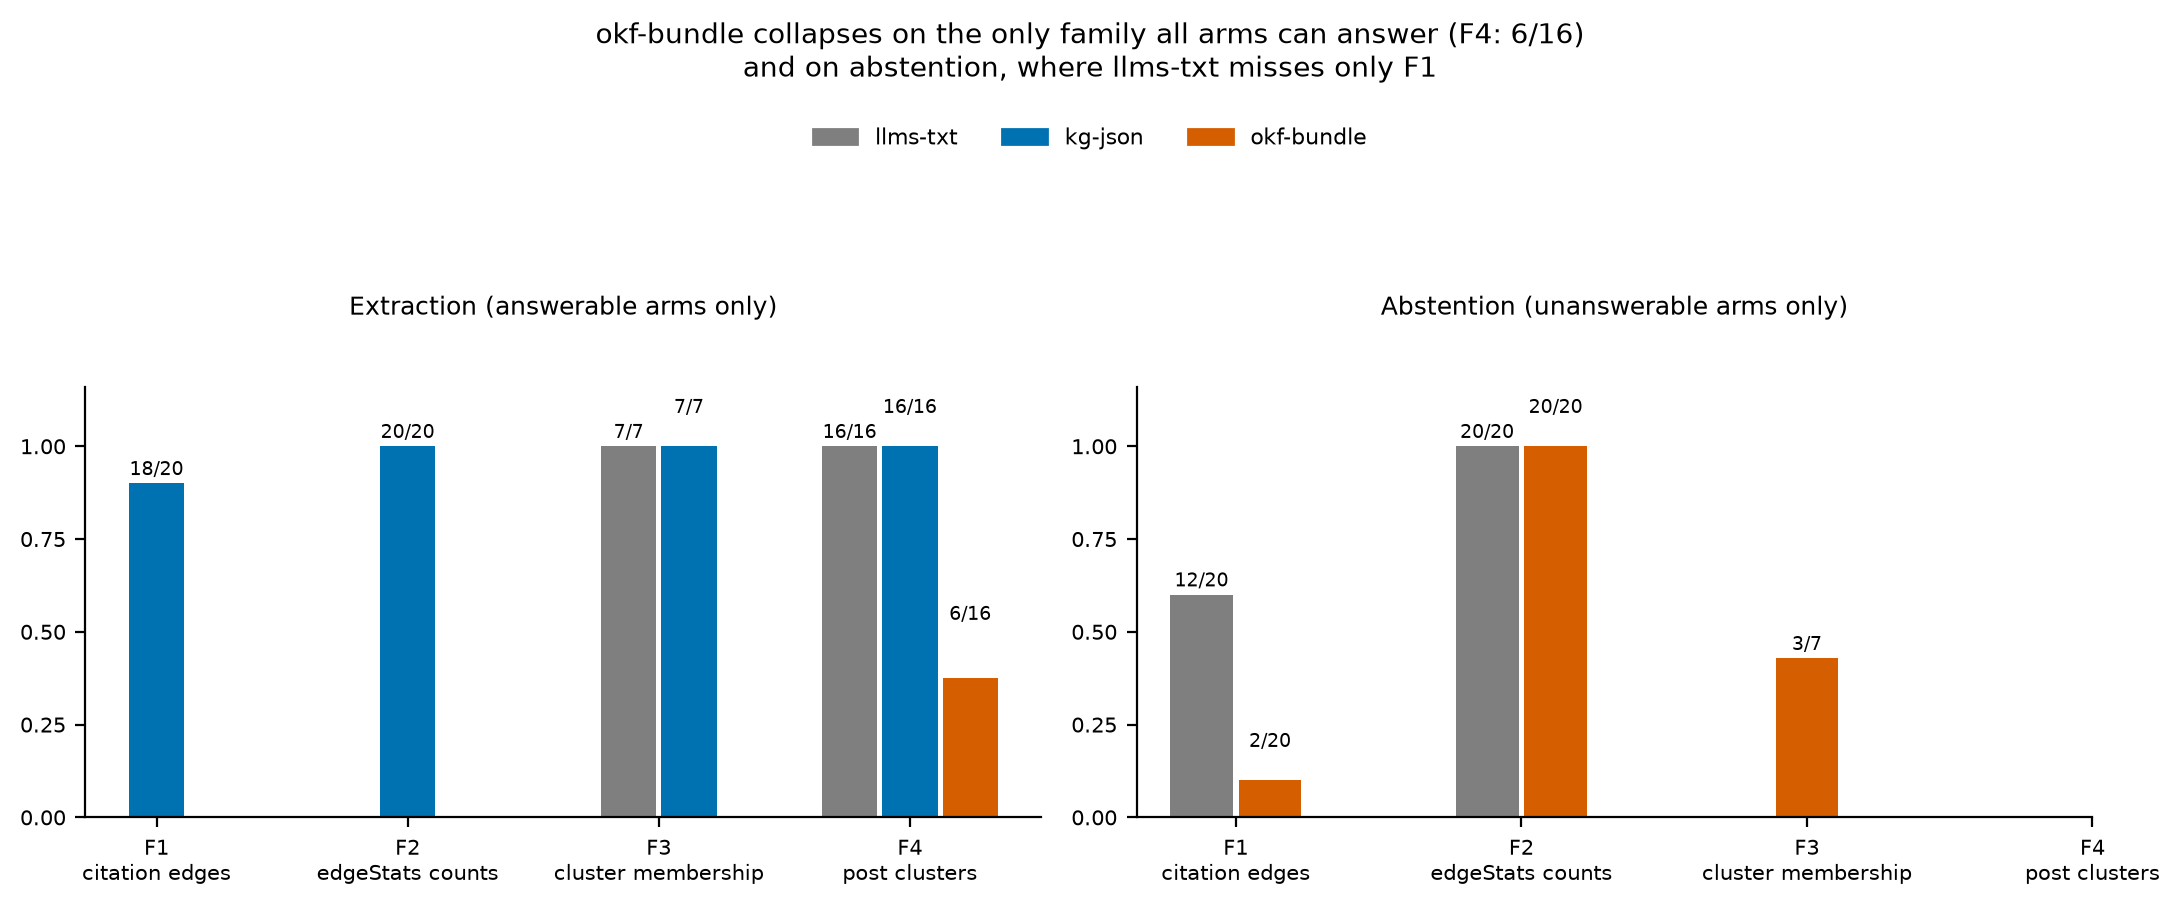 okf-bundle collapses on the only family all arms can answer (F4: 6/16)
and on abstention, where llms-txt misses only F1
llms-txt
kg-json
okf-bundle
Extraction (answerable arms only)
1.00
0.75
0.50
0.25
0.00
18/20
20/20
7/7
7/7
16/16
16/16
6/16
F1
citation edges
F2
edgeStats counts
F3
cluster membership
F4
post clusters
Abstention (unanswerable arms only)
1.00
0.75
0.50
0.25
0.00
12/20
2/20
20/20
20/20
3/7
F1
citation edges
F2
edgeStats counts
F3
cluster membership
F4
post clusters